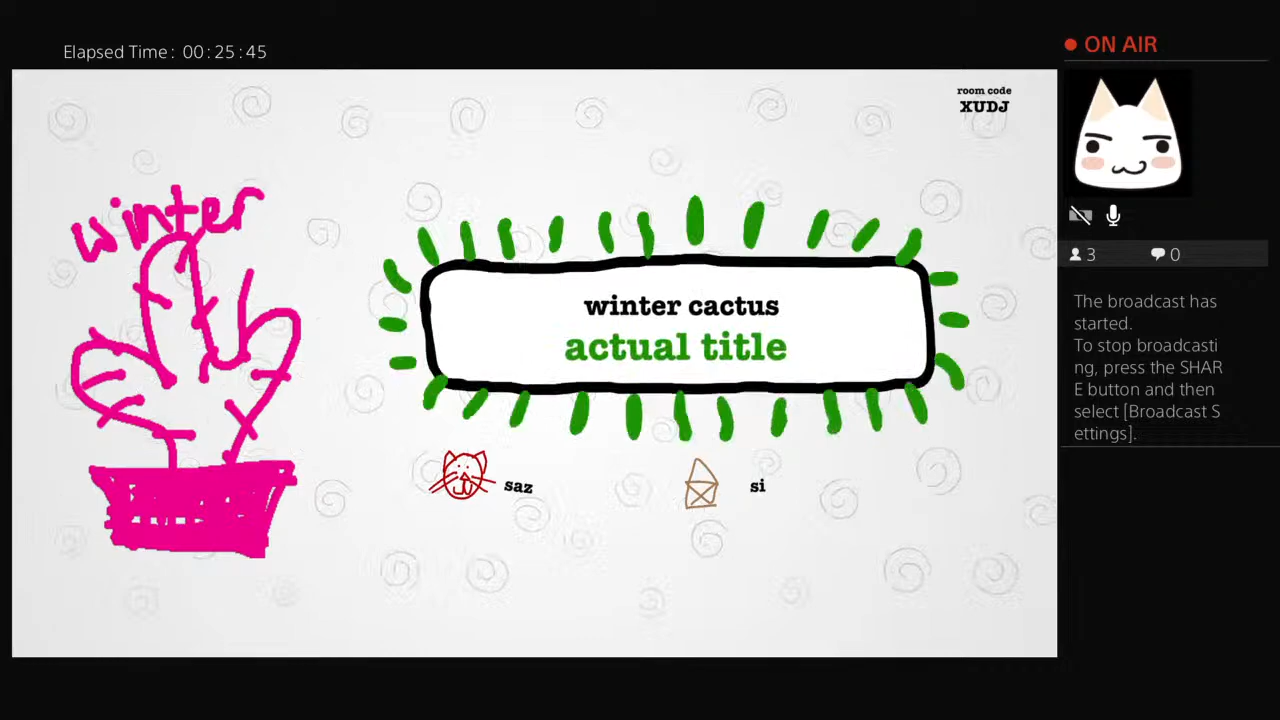 Elapsed Time: 00:25:45
ON AIR
room code
XUDJ
winter
winter cactus
actual title
saz
si
3
0
The broadcast has
started.
To stop broadcasti
ng, press the SHAR
E button and then
select [Broadcast S
ettings].